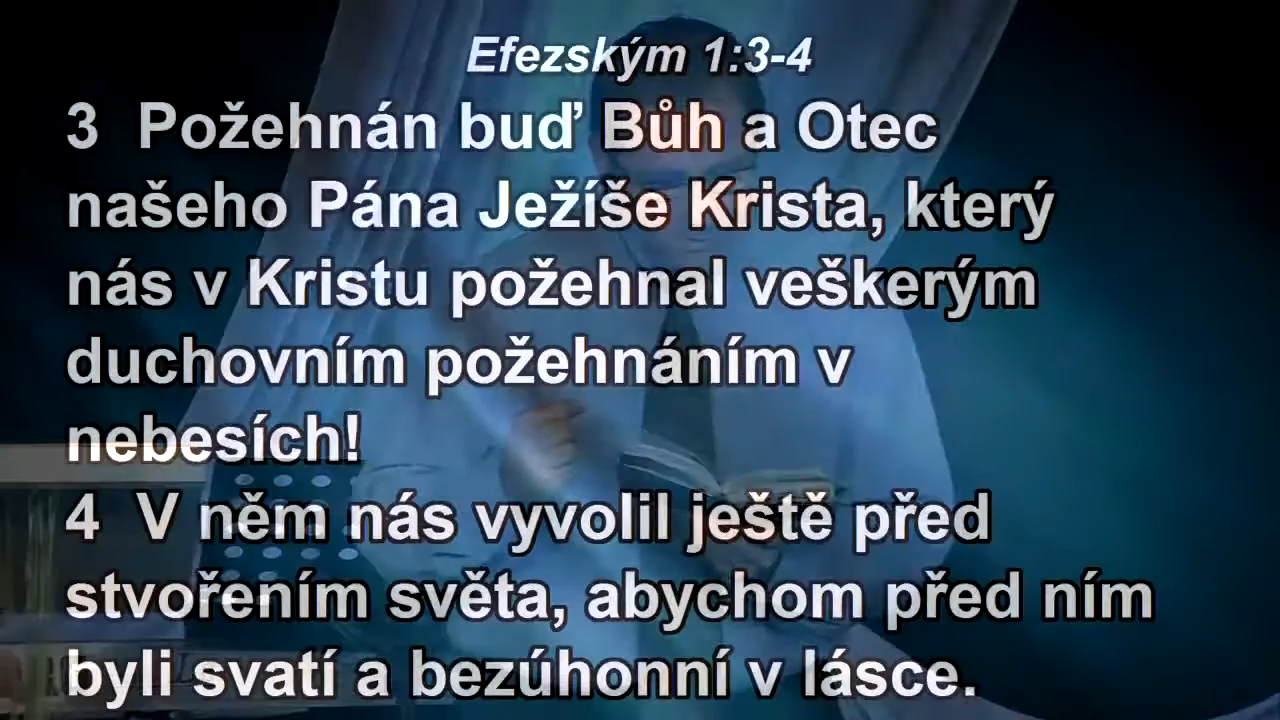 Efezským 1:3-4
3 Požehnán buď Bůh a Otec
našeho Pána Ježíše Krista, který
nás v Kristu požehnal veškerým
duchovním požehnáním v
nebesích!
4 V něm nás vyvolil ještě před
stvořením světa, abychom před ním
byli svatí a bezúhonní v lásce.